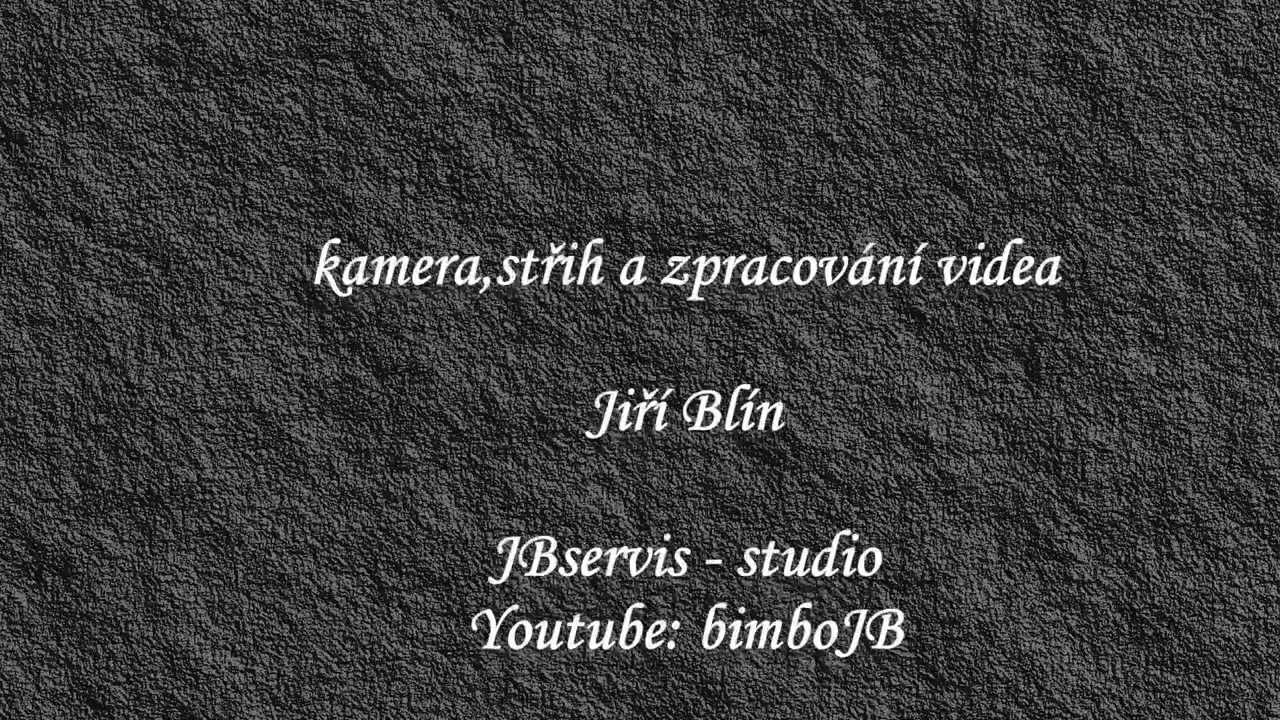 kamera,střih a zpracování videa
Jiří Blín
JBservis - studio
Youtube: bimboJB